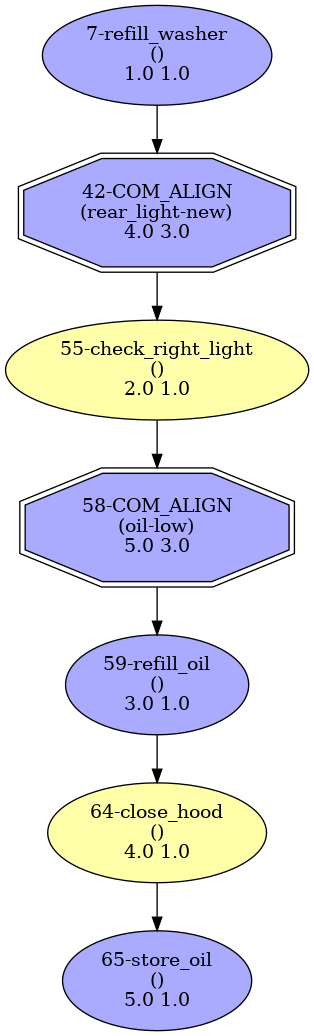 7-refill_washer
()
1.0 1.0
42-COM_ALIGN
(rear_light-new)
4.0 3.0
55-check_right_light
()
2.0 1.0
58-COM_ALIGN
(oil-low)
5.0 3.0
59-refill_oil
()
3.0 1.0
64-close_hood
()
4.0 1.0
65-store_oil
()
5.0 1.0